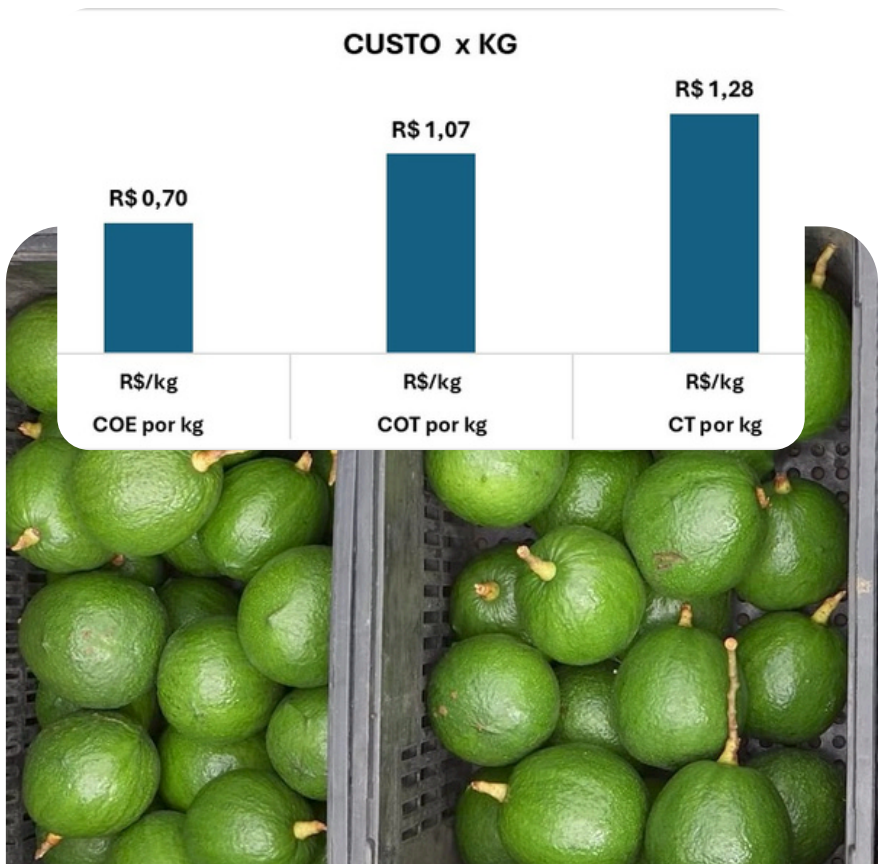 CUSTO x KG
R$ 1,28
R$ 1,07
R$ 0,70
R$/kg R$/kg R$/kg
COE por kg COT por kg CT por kg